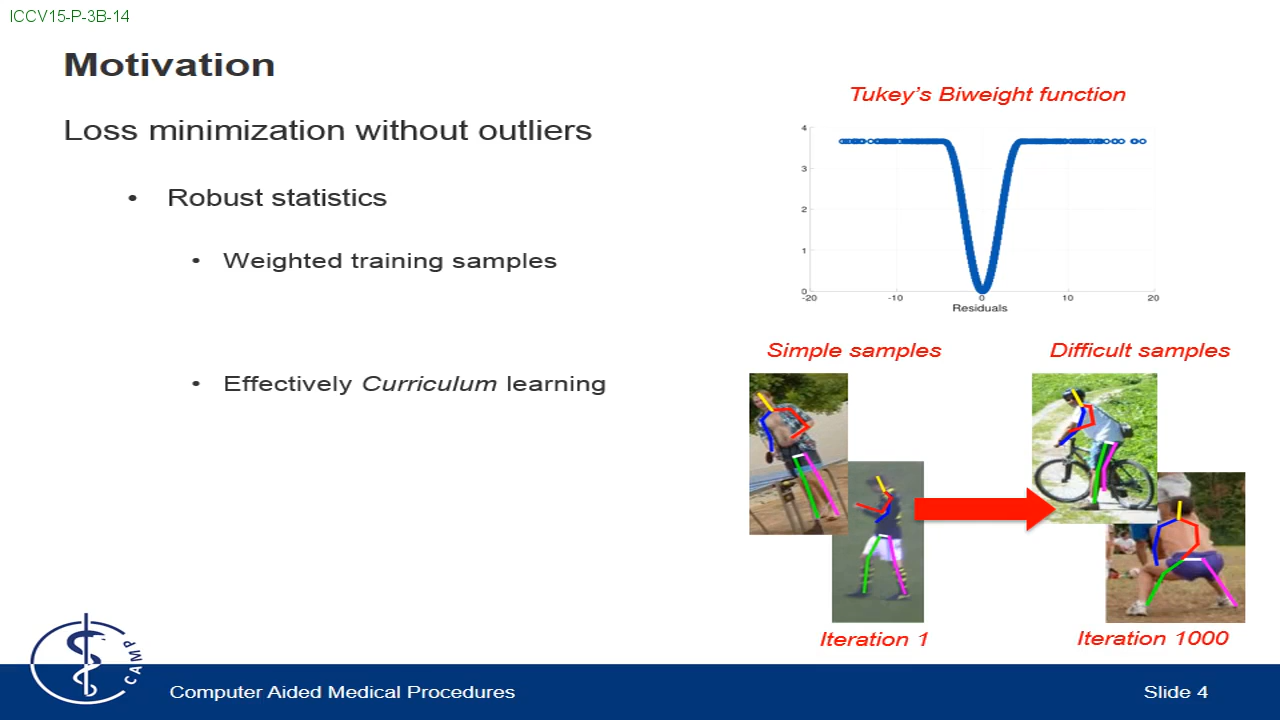 ICCV15-P-3B-14
Motivation
Loss minimization without outliers
• Robust statistics
• Weighted training samples
• Effectively Curriculum learning
Tukey's Biweight function
4
3
2
1
0
-20 -10 0 10 20
Residuals
Simple samples
Difficult samples
Iteration 1
Iteration 1000
CAMP
Computer Aided Medical Procedures
Slide 4